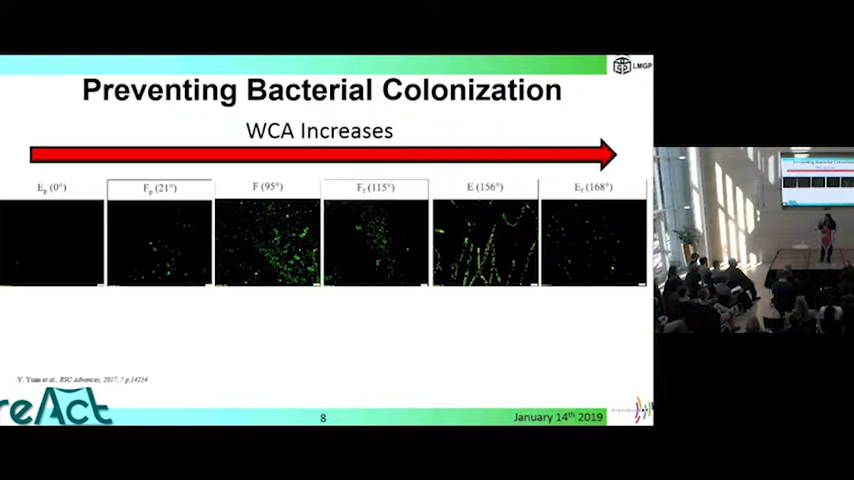 LMGP
Preventing Bacterial Colonization
WCA Increases
Ep (0°) Fp (21°) F (95°) Ff (115°) E (156°) Ef (168°)
Y. Yuan et al., RSC Advances, 2017, 7 p.14254
reAct
8
January 14th 2019